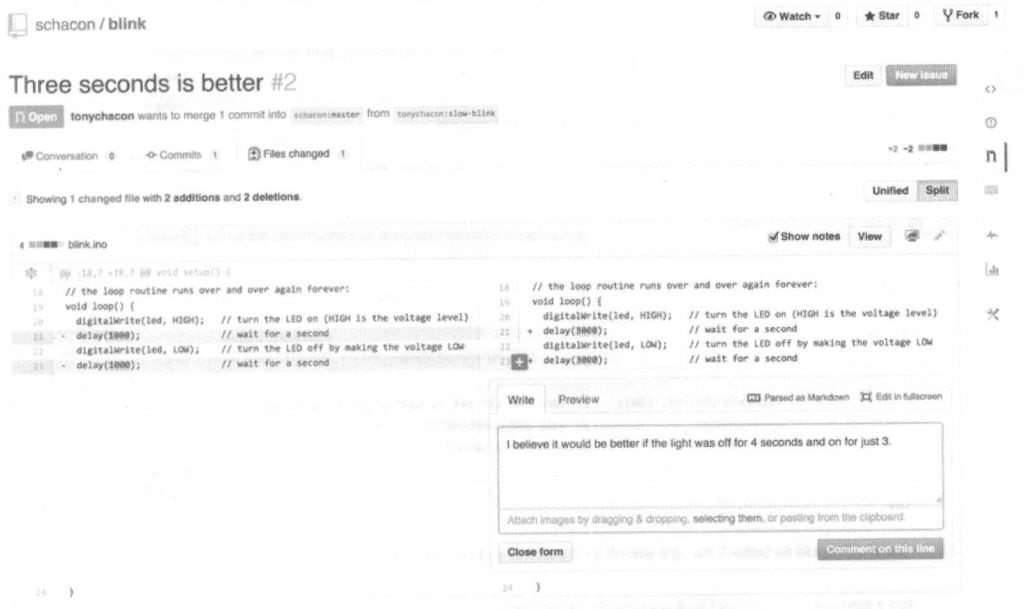 schacon / blink
Watch 0 Star 0 Fork 1
Three seconds is better #2
Edit New issue
Open tonychacon wants to merge 1 commit into schacon:master from tonychacon:slow-blink
Conversation 0 Commits 1 Files changed 1
+2 -2
Showing 1 changed file with 2 additions and 2 deletions.
Unified Split
4 blink.ino
Show notes View
@@ -18,7 +18,7 @@ void setup() {
18 // the loop routine runs over and over again forever:
19 void loop() {
20 digitalWrite(led, HIGH); // turn the LED on (HIGH is the voltage level)
21 - delay(1000); // wait for a second
22 digitalWrite(led, LOW); // turn the LED off by making the voltage LOW
23 - delay(1000); // wait for a second
24 }
18 // the loop routine runs over and over again forever:
19 void loop() {
20 digitalWrite(led, HIGH); // turn the LED on (HIGH is the voltage level)
21 + delay(3000); // wait for a second
22 digitalWrite(led, LOW); // turn the LED off by making the voltage LOW
23 + delay(3000); // wait for a second
Write Preview
Parsed as Markdown Edit in fullscreen
I believe it would be better if the light was off for 4 seconds and on for just 3.
Attach images by dragging & dropping, selecting them, or pasting from the clipboard.
Close form Comment on this line
24 }